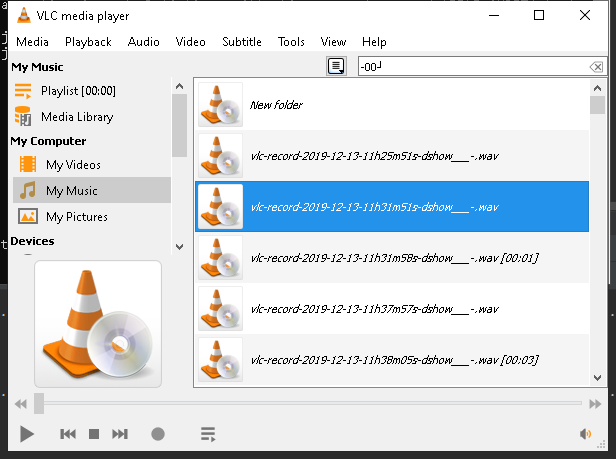 VLC media player
Media Playback Audio Video Subtitle Tools View Help
My Music
-00┘
Playlist [00:00]
Media Library
My Computer
My Videos
My Music
My Pictures
Devices
New folder
vlc-record-2019-12-13-11h25m51s-dshow___-.wav
vlc-record-2019-12-13-11h31m51s-dshow___-.wav
vlc-record-2019-12-13-11h31m58s-dshow___-.wav [00:01]
vlc-record-2019-12-13-11h37m57s-dshow___-.wav
vlc-record-2019-12-13-11h38m05s-dshow___-.wav [00:03]